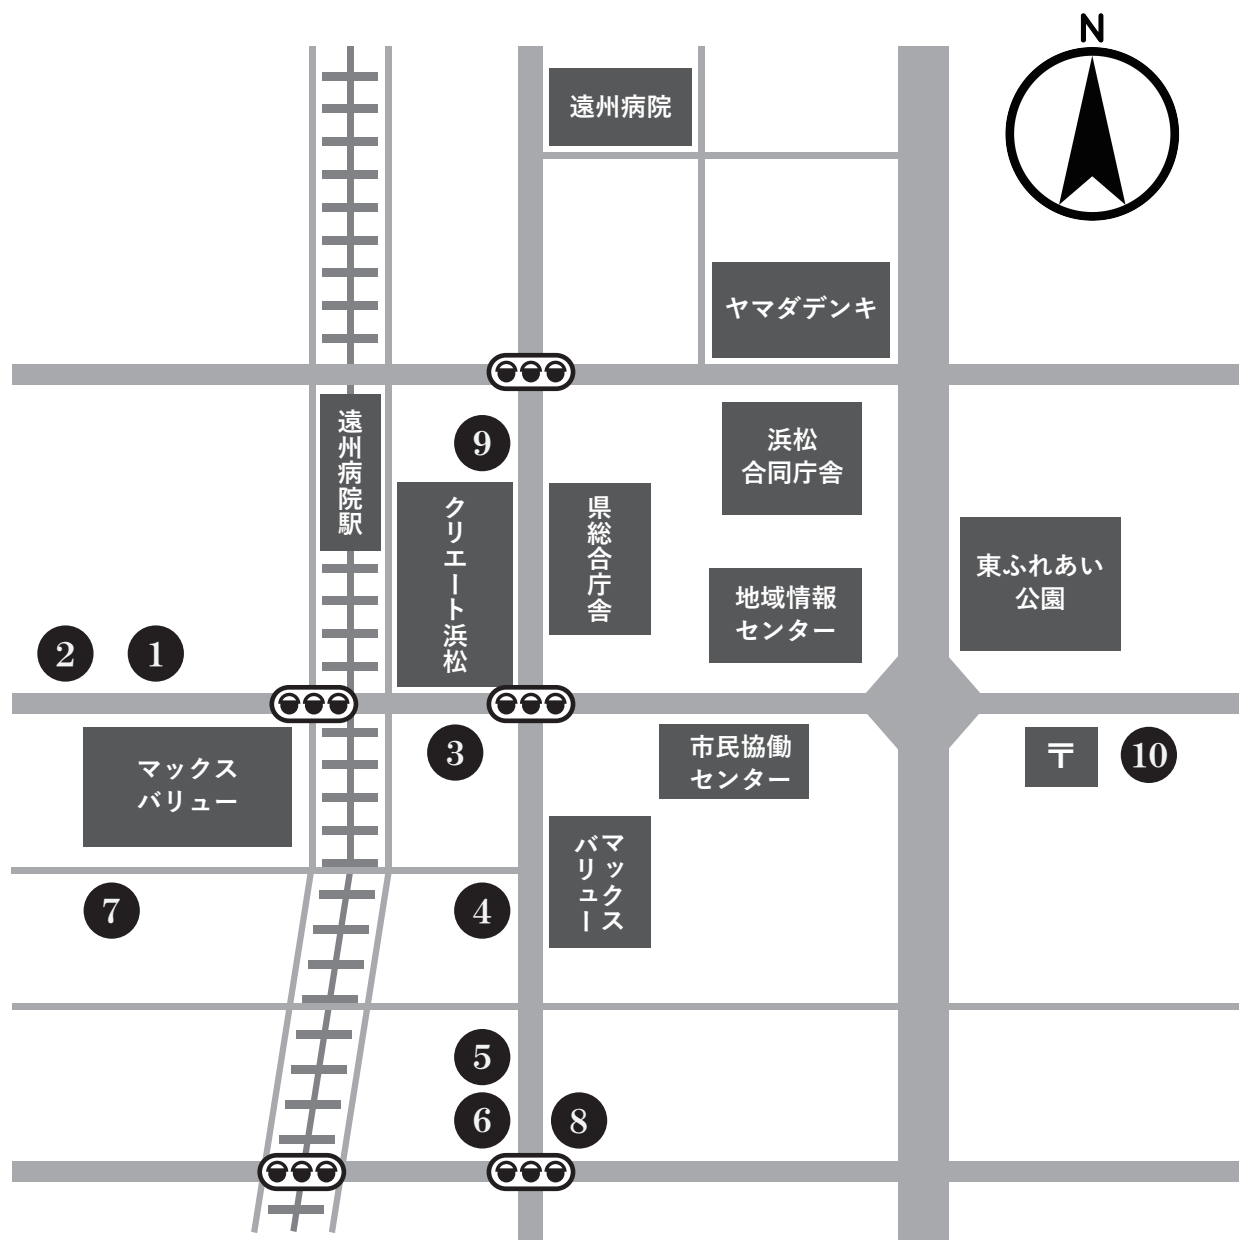 N
遠州病院
ヤマダデンキ
遠州病院駅
9
クリエート浜松
県総合庁舎
浜松
合同庁舎
地域情報
センター
東ふれあい
公園
2
1
マックス
バリュー
3
市民協働
センター
〒
10
マックス
バリュー
7
4
5
6
8